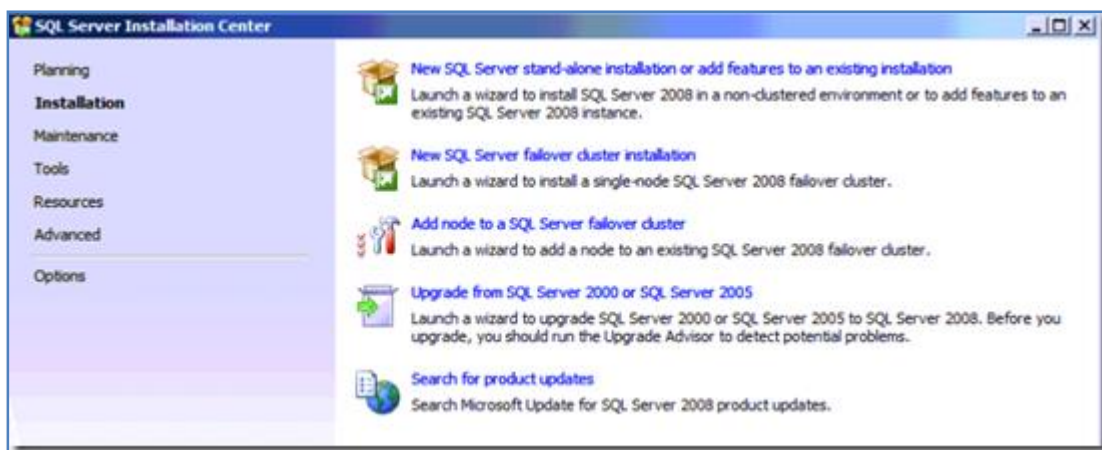 SQL Server Installation Center
Planning
Installation
Maintenance
Tools
Resources
Advanced
Options
New SQL Server stand-alone installation or add features to an existing installation
Launch a wizard to install SQL Server 2008 in a non-clustered environment or to add features to an
existing SQL Server 2008 instance.
New SQL Server failover cluster installation
Launch a wizard to install a single-node SQL Server 2008 failover cluster.
Add node to a SQL Server failover cluster
Launch a wizard to add a node to an existing SQL Server 2008 failover cluster.
Upgrade from SQL Server 2000 or SQL Server 2005
Launch a wizard to upgrade SQL Server 2000 or SQL Server 2005 to SQL Server 2008. Before you
upgrade, you should run the Upgrade Advisor to detect potential problems.
Search for product updates
Search Microsoft Update for SQL Server 2008 product updates.